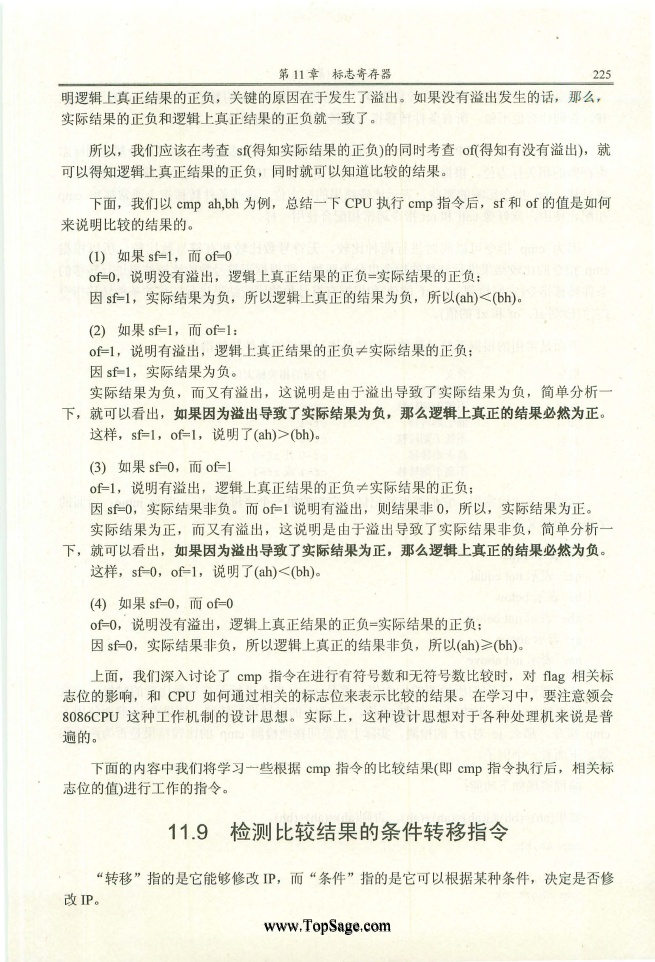 第 11 章 标志寄存器 225
明逻辑上真正结果的正负，关键的原因在于发生了溢出。如果没有溢出发生的话，那么，
实际结果的正负和逻辑上真正结果的正负就一致了。
所以，我们应该在考查 sf(得知实际结果的正负)的同时考查 of(得知有没有溢出)，就
可以得知逻辑上真正结果的正负，同时就可以知道比较的结果。
下面，我们以 cmp ah,bh 为例，总结一下 CPU 执行 cmp 指令后，sf 和 of 的值是如何
来说明比较的结果的。
(1) 如果 sf=1，而 of=0
of=0，说明没有溢出，逻辑上真正结果的正负=实际结果的正负；
因 sf=1，实际结果为负，所以逻辑上真正的结果为负，所以(ah)＜(bh)。
(2) 如果 sf=1，而 of=1：
of=1，说明有溢出，逻辑上真正结果的正负≠实际结果的正负；
因 sf=1，实际结果为负。
实际结果为负，而又有溢出，这说明是由于溢出导致了实际结果为负，简单分析一
下，就可以看出，如果因为溢出导致了实际结果为负，那么逻辑上真正的结果必然为正。
这样，sf=1，of=1，说明了(ah)＞(bh)。
(3) 如果 sf=0，而 of=1
of=1，说明有溢出，逻辑上真正结果的正负≠实际结果的正负；
因 sf=0，实际结果非负。而 of=1 说明有溢出，则结果非 0，所以，实际结果为正。
实际结果为正，而又有溢出，这说明是由于溢出导致了实际结果非负，简单分析一
下，就可以看出，如果因为溢出导致了实际结果为正，那么逻辑上真正的结果必然为负。
这样，sf=0，of=1，说明了(ah)＜(bh)。
(4) 如果 sf=0，而 of=0
of=0，说明没有溢出，逻辑上真正结果的正负=实际结果的正负；
因 sf=0，实际结果非负，所以逻辑上真正的结果非负，所以(ah)≥(bh)。
上面，我们深入讨论了 cmp 指令在进行有符号数和无符号数比较时，对 flag 相关标
志位的影响，和 CPU 如何通过相关的标志位来表示比较的结果。在学习中，要注意领会
8086CPU 这种工作机制的设计思想。实际上，这种设计思想对于各种处理机来说是普
遍的。
下面的内容中我们将学习一些根据 cmp 指令的比较结果(即 cmp 指令执行后，相关标
志位的值)进行工作的指令。
11.9 检测比较结果的条件转移指令
“转移”指的是它能够修改 IP，而“条件”指的是它可以根据某种条件，决定是否修
改 IP。
www.TopSage.com